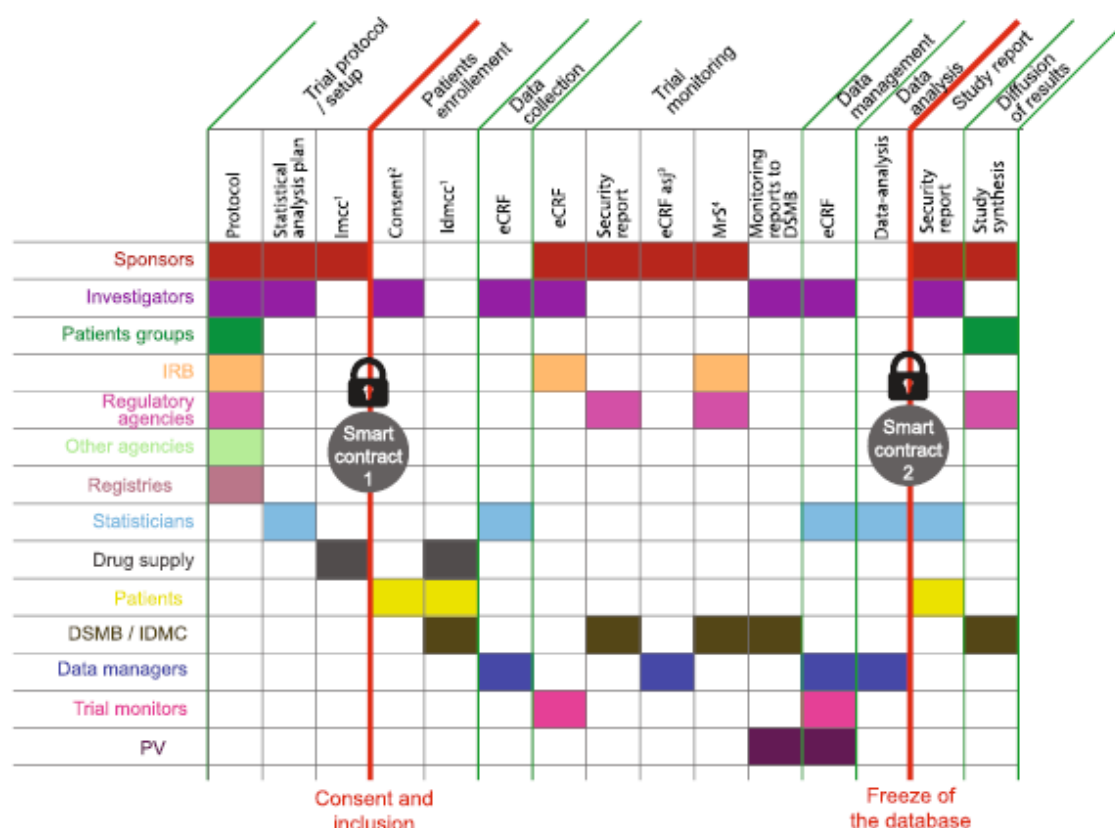 Trial protocol
/ setup
Patients
enrollement
Data
collection
Trial
monitoring
Data
management
Data
analysis
Study report
Diffusion
of results
Protocol
Statistical
analysis plan
Imcc¹
Consent²
Idmcc¹
eCRF
eCRF
Security
report
eCRF asj³
MrS⁴
Monitoring
reports to
DSMB
eCRF
Data-analysis
Security
report
Study
synthesis
Sponsors
Investigators
Patients groups
IRB
Regulatory
agencies
Other agencies
Registries
Statisticians
Drug supply
Patients
DSMB / IDMC
Data managers
Trial monitors
PV
Smart
contract
1
Smart
contract
2
Consent and
inclusion
Freeze of
the database